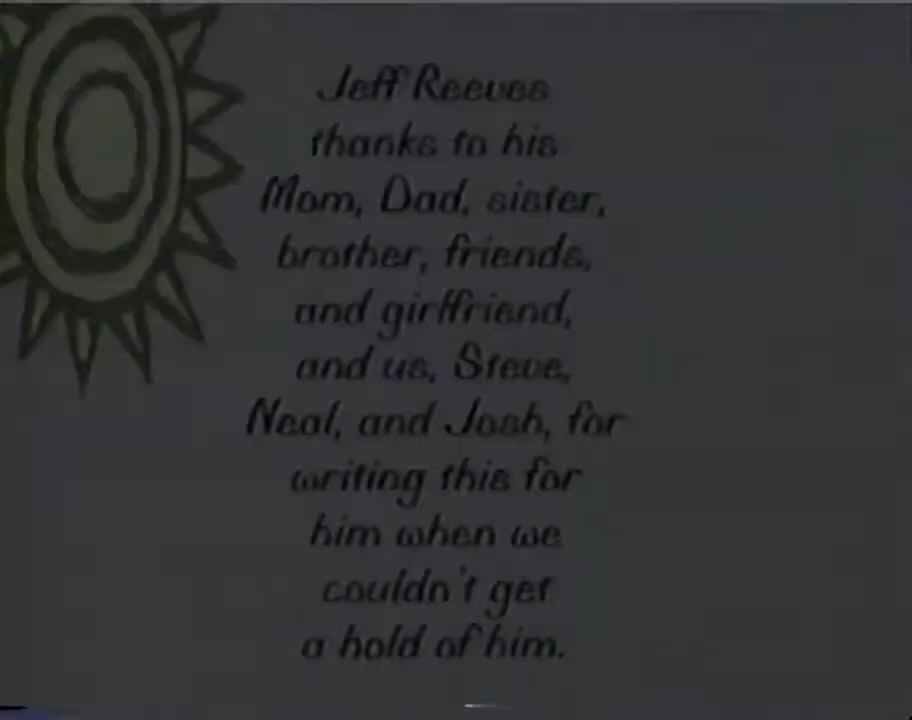 Jeff Reeves
thanks to his
Mom, Dad, sister,
brother, friends,
and girlfriend,
and us, Steve,
Neal, and Josh, for
writing this for
him when we
couldn't get
a hold of him.